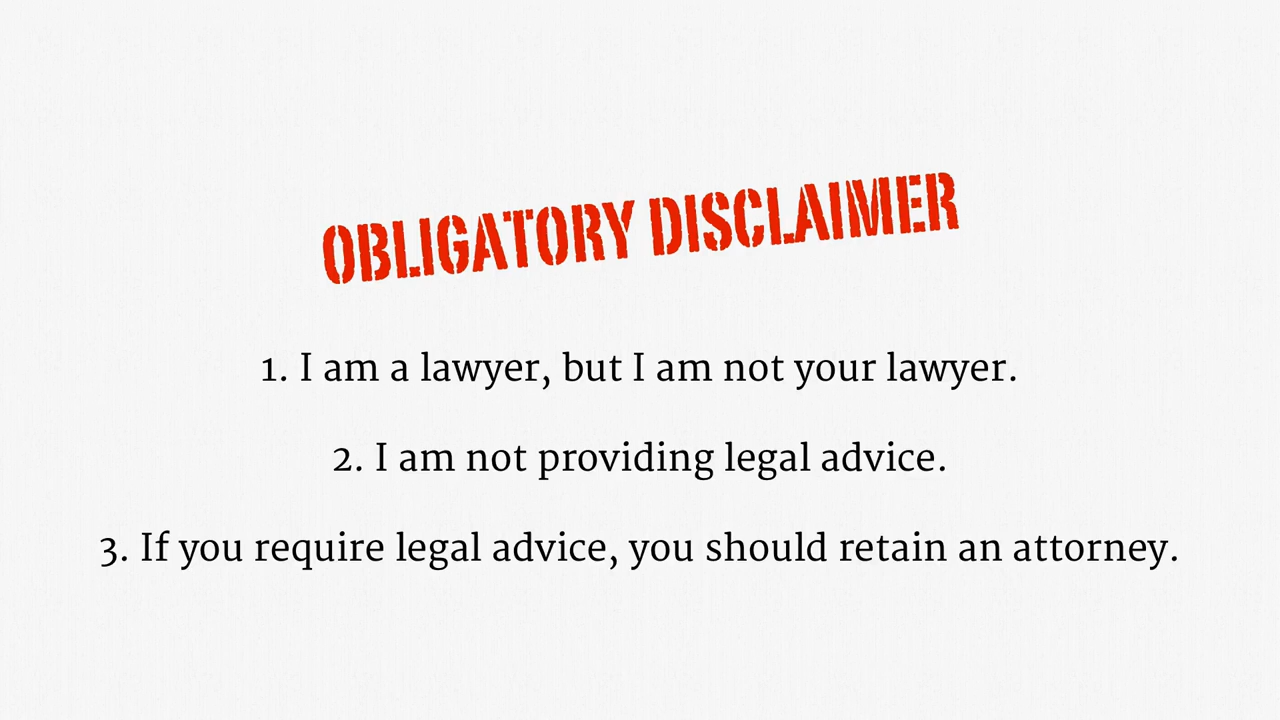 OBLIGATORY DISCLAIMER
1. I am a lawyer, but I am not your lawyer.
2. I am not providing legal advice.
3. If you require legal advice, you should retain an attorney.